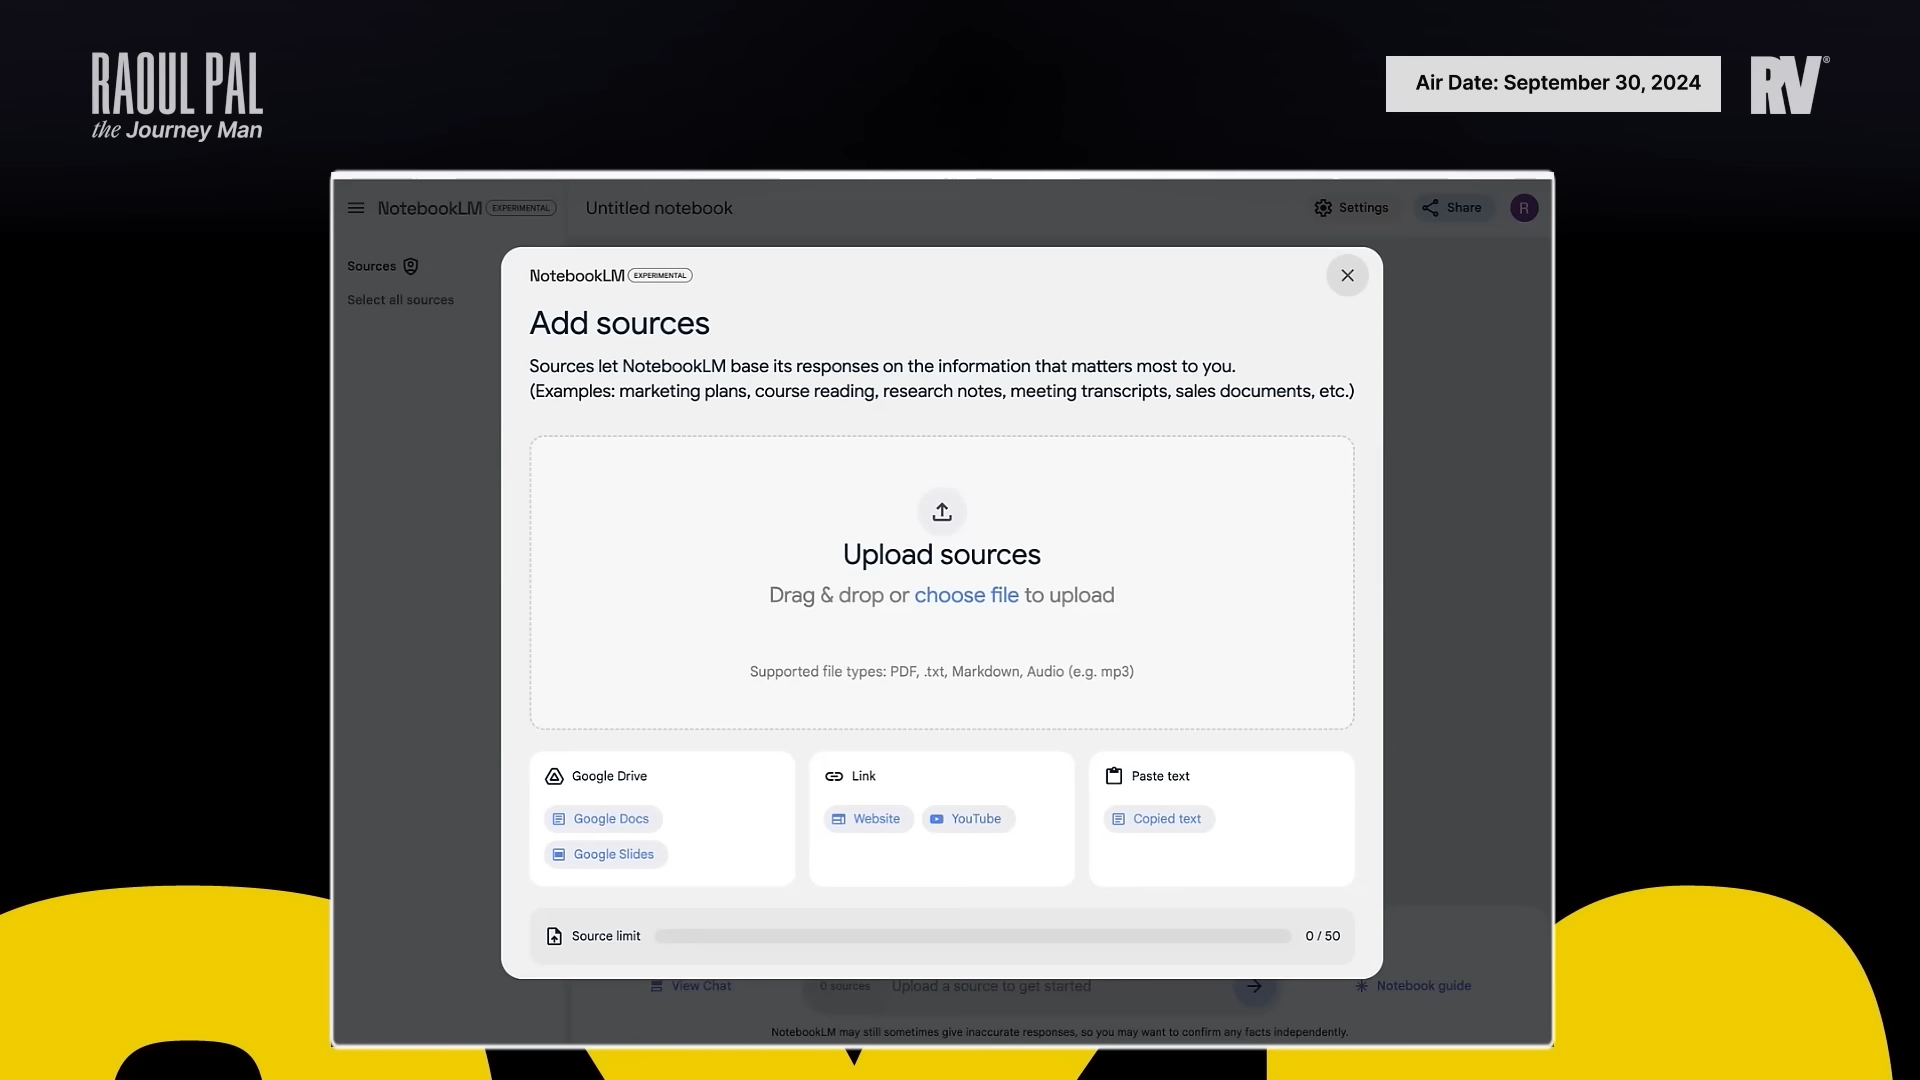 RAOUL PAL
the Journey Man
Air Date: September 30, 2024
RV®
NotebookLM EXPERIMENTAL
Untitled notebook
Settings
Share
R
Sources
Select all sources
NotebookLM EXPERIMENTAL
Add sources
Sources let NotebookLM base its responses on the information that matters most to you.
(Examples: marketing plans, course reading, research notes, meeting transcripts, sales documents, etc.)
Upload sources
Drag & drop or choose file to upload
Supported file types: PDF, .txt, Markdown, Audio (e.g. mp3)
Google Drive
Google Docs
Google Slides
Link
Website
YouTube
Paste text
Copied text
Source limit
0 / 50
View Chat
0 sources
Upload a source to get started
Notebook guide
NotebookLM may still sometimes give inaccurate responses, so you may want to confirm any facts independently.